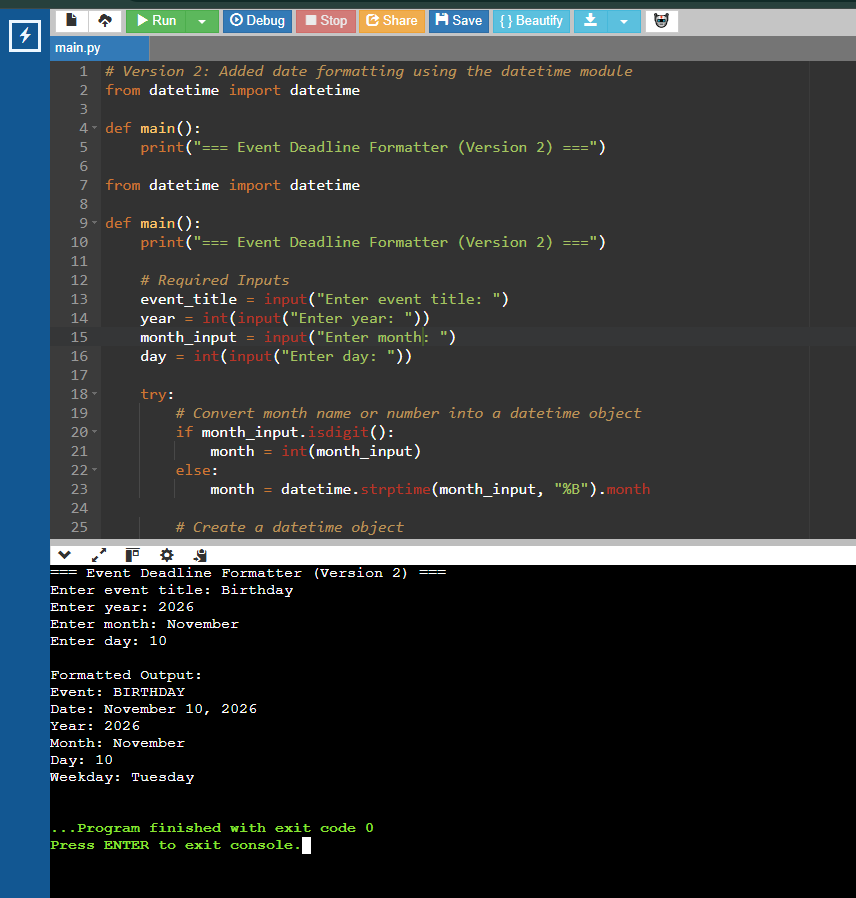 Run
Debug
Stop
Share
Save
{ } Beautify
main.py
1 # Version 2: Added date formatting using the datetime module
2 from datetime import datetime
3
4 def main():
5     print("=== Event Deadline Formatter (Version 2) ===")
6
7 from datetime import datetime
8
9 def main():
10     print("=== Event Deadline Formatter (Version 2) ===")
11
12     # Required Inputs
13     event_title = input("Enter event title: ")
14     year = int(input("Enter year: "))
15     month_input = input("Enter month: ")
16     day = int(input("Enter day: "))
17
18     try:
19         # Convert month name or number into a datetime object
20         if month_input.isdigit():
21             month = int(month_input)
22         else:
23             month = datetime.strptime(month_input, "%B").month
24
25         # Create a datetime object
=== Event Deadline Formatter (Version 2) ===
Enter event title: Birthday
Enter year: 2026
Enter month: November
Enter day: 10

Formatted Output:
Event: BIRTHDAY
Date: November 10, 2026
Year: 2026
Month: November
Day: 10
Weekday: Tuesday

...Program finished with exit code 0
Press ENTER to exit console.